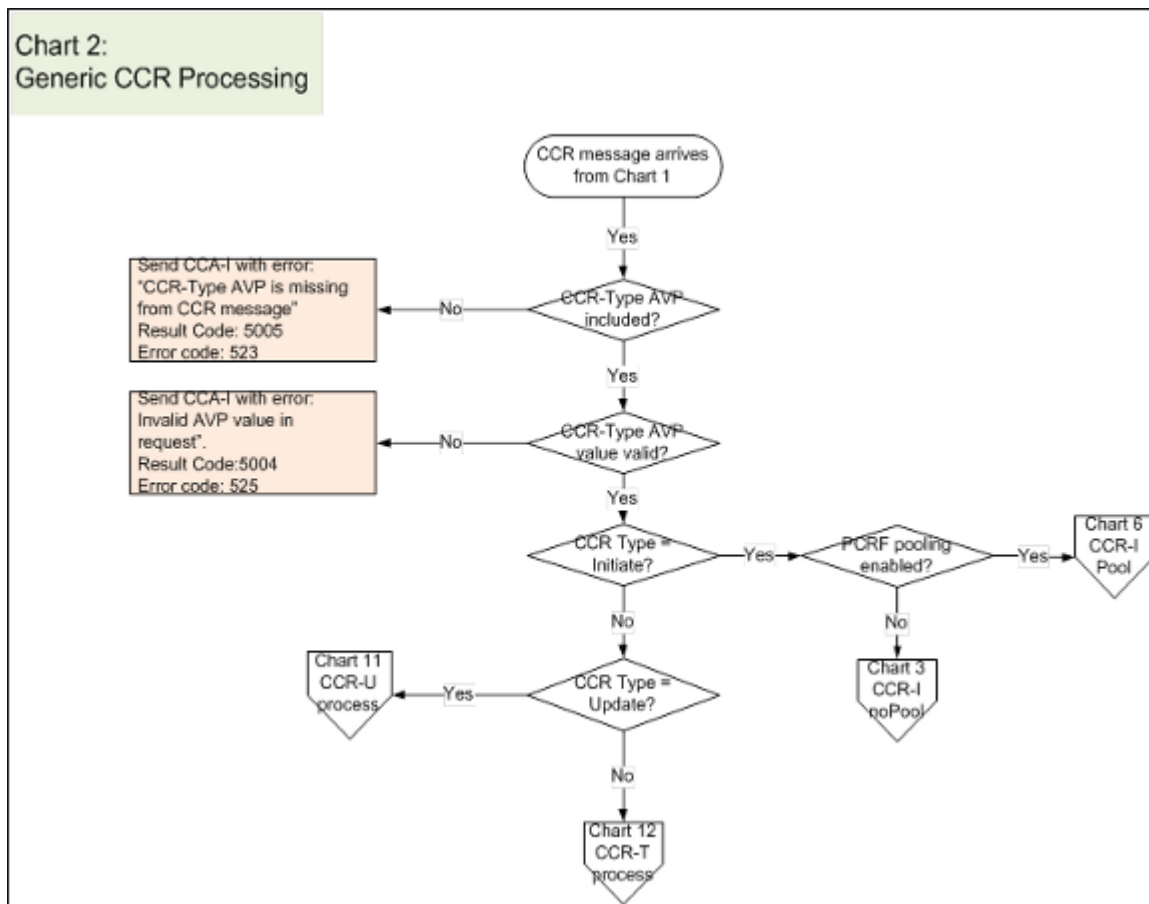 Chart 2:
Generic CCR Processing
CCR message arrives
from Chart 1
Yes
Send CCA-I with error:
"CCR-Type AVP is missing
from CCR message"
Result Code: 5005
Error code: 523
No
CCR-Type AVP
included?
Yes
Send CCA-I with error:
Invalid AVP value in
request".
Result Code:5004
Error code: 525
No
CCR-Type AVP
value valid?
Yes
CCR Type =
Initiate?
Yes
PCRF pooling
enabled?
Yes
Chart 6
CCR-I
Pool
No
No
Chart 11
CCR-U
process
Yes
CCR Type =
Update?
Chart 3
CCR-I
noPool
No
Chart 12
CCR-T
process